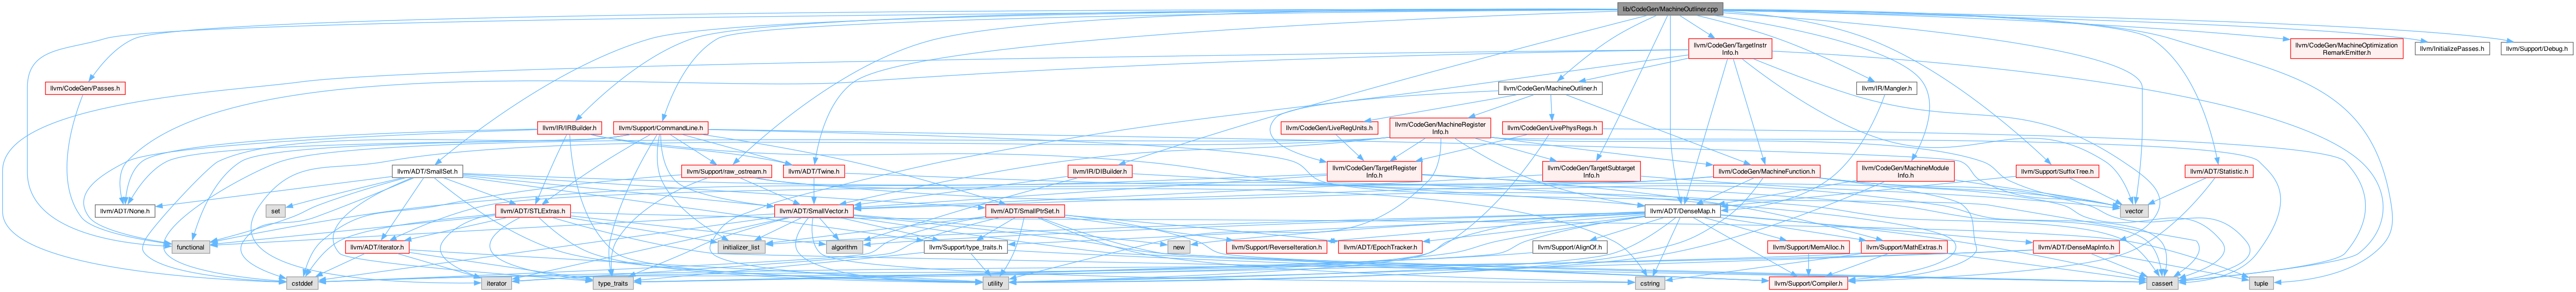 lib/CodeGen/MachineOutliner.cpp
llvm/CodeGen/TargetInstr
Info.h
llvm/CodeGen/MachineOptimization
RemarkEmitter.h
llvm/InitializePasses.h
llvm/Support/Debug.h
llvm/CodeGen/Passes.h
llvm/CodeGen/MachineOutliner.h
llvm/IR/Mangler.h
llvm/IR/IRBuilder.h
llvm/Support/CommandLine.h
llvm/CodeGen/LiveRegUnits.h
llvm/CodeGen/MachineRegister
Info.h
llvm/CodeGen/LivePhysRegs.h
llvm/ADT/SmallSet.h
llvm/Support/raw_ostream.h
llvm/ADT/Twine.h
llvm/IR/DIBuilder.h
llvm/CodeGen/TargetRegister
Info.h
llvm/CodeGen/TargetSubtarget
Info.h
llvm/CodeGen/MachineFunction.h
llvm/CodeGen/MachineModule
Info.h
llvm/Support/SuffixTree.h
llvm/ADT/Statistic.h
llvm/ADT/None.h
set
llvm/ADT/STLExtras.h
llvm/ADT/SmallVector.h
llvm/ADT/SmallPtrSet.h
llvm/ADT/DenseMap.h
vector
functional
llvm/ADT/iterator.h
initializer_list
algorithm
llvm/Support/type_traits.h
new
llvm/Support/ReverseIteration.h
llvm/ADT/EpochTracker.h
llvm/Support/AlignOf.h
llvm/Support/MemAlloc.h
llvm/Support/MathExtras.h
llvm/ADT/DenseMapInfo.h
cstddef
iterator
type_traits
utility
cstring
llvm/Support/Compiler.h
cassert
tuple